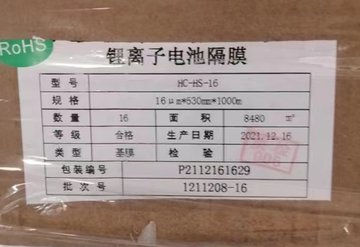 RoHS
锂离子电池隔膜
型号 HC-HS-16
规格 16μm*530mm*1000m
数量 16 面积 8480 ㎡
等级 合格 生产日期 2021.12.16
类型 基膜 检验
包装编号 P2112161629
批次号 1211208-16